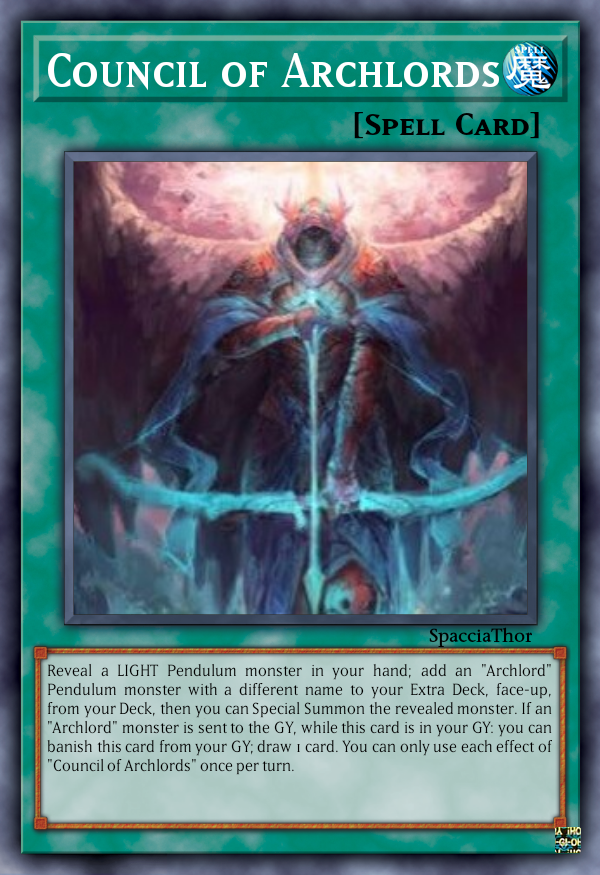 Council of Archlords
SPELL
魔
[Spell Card]
SpacciaThor
Reveal a LIGHT Pendulum monster in your hand; add an "Archlord"
Pendulum monster with a different name to your Extra Deck, face-up,
from your Deck, then you can Special Summon the revealed monster. If an
"Archlord" monster is sent to the GY, while this card is in your GY: you can
banish this card from your GY; draw 1 card. You can only use each effect of
"Council of Archlords" once per turn.